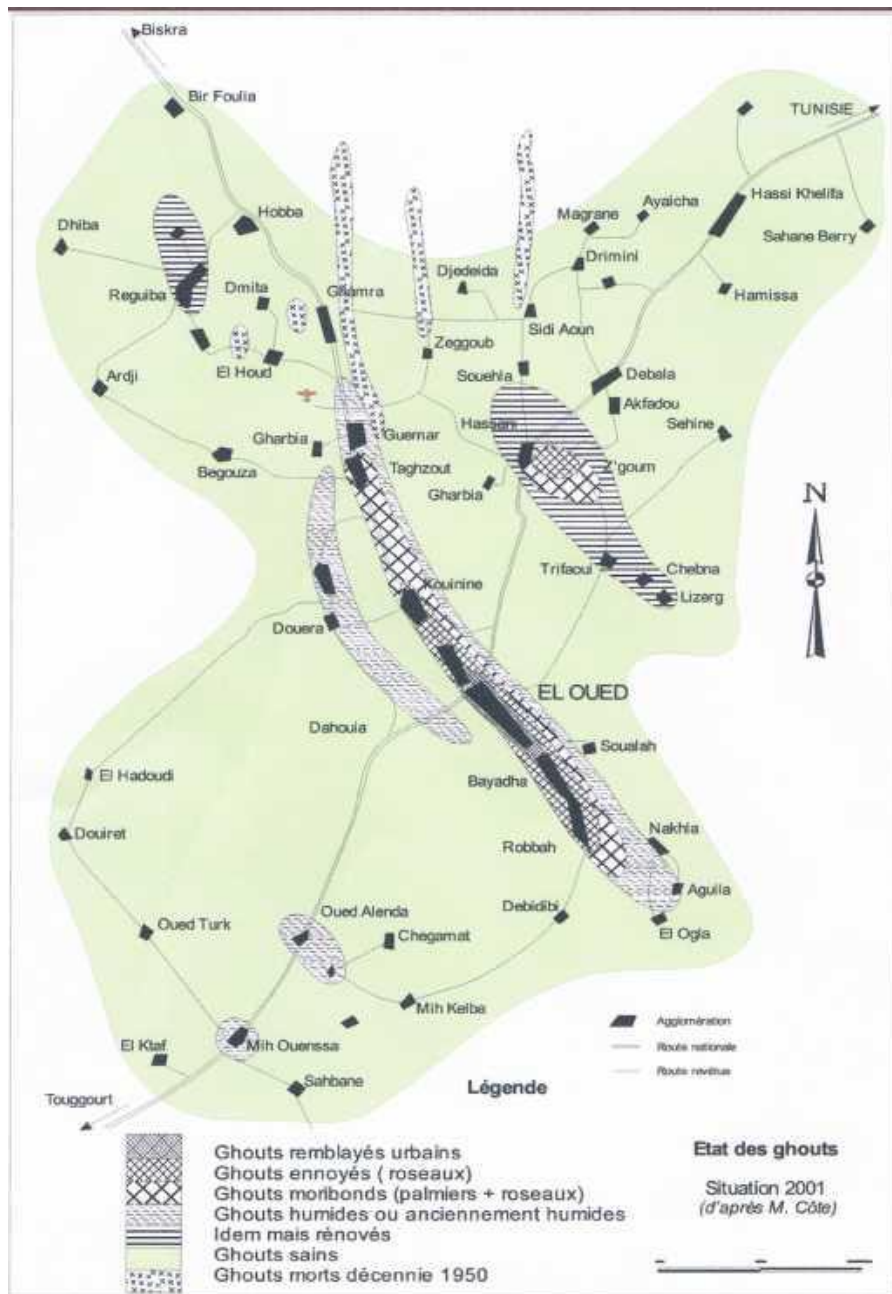 Biskra
Bir Foulia
TUNISIE
Hassi Khelifa
Ayaicha
Magrane
Sahane Berry
Dhiba
Hobba
Drimini
Djedeida
Reguiba
Dmita
Ghamra
Hamissa
Sidi Aoun
Zeggoub
El Houd
Ardji
Souehla
Debala
Akfadou
Hassani
Sehine
Gharbia
Guemar
Begouza
Taghzout
Z'goum
Gharbia
N
Trifaoui
Chebna
Kouinine
Lizerg
Douera
EL OUED
Dahouia
Soualah
El Hadoudi
Bayadha
Nakhla
Douiret
Robbah
Aguila
Oued Alenda
Debidibi
Oued Turk
Chegamat
El Ogla
Mih Kelba
Agglomération
El Ktaf
Mih Ouenssa
Route nationale
Sahbane
Route revétue
Légende
Touggourt
Ghouts remblayés urbains
Ghouts ennoyés ( roseaux)
Ghouts moribonds (palmiers + roseaux)
Ghouts humides ou anciennement humides
Idem mais rénovés
Ghouts sains
Ghouts morts décennie 1950
Etat des ghouts
Situation 2001
(d'après M. Côte)